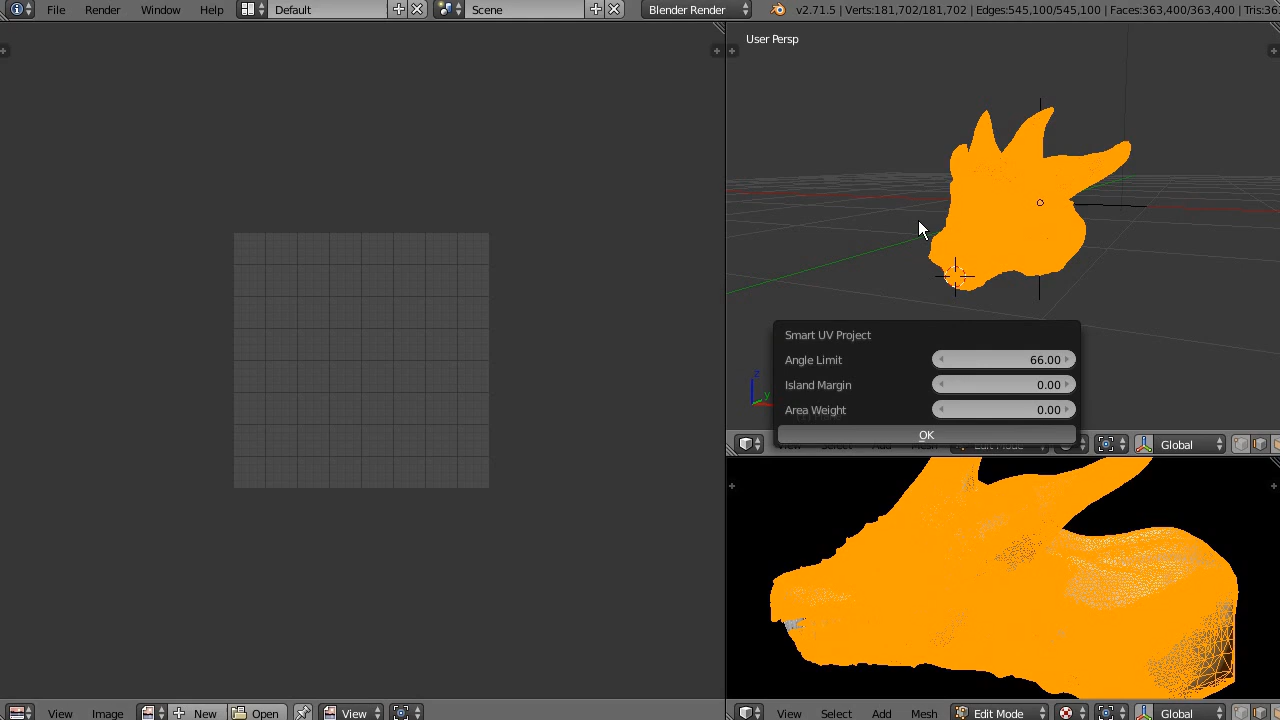 File Render Window Help Default Scene Blender Render v2.71.5 | Verts:181,702/181,702 | Edges:545,100/545,100 | Faces:363,400/363,400 | Tris:36
User Persp
Smart UV Project
Angle Limit 66.00
Island Margin 0.00
Area Weight 0.00
OK
z
y
Global
View Image New Open View
View Select Add Mesh Edit Mode Global